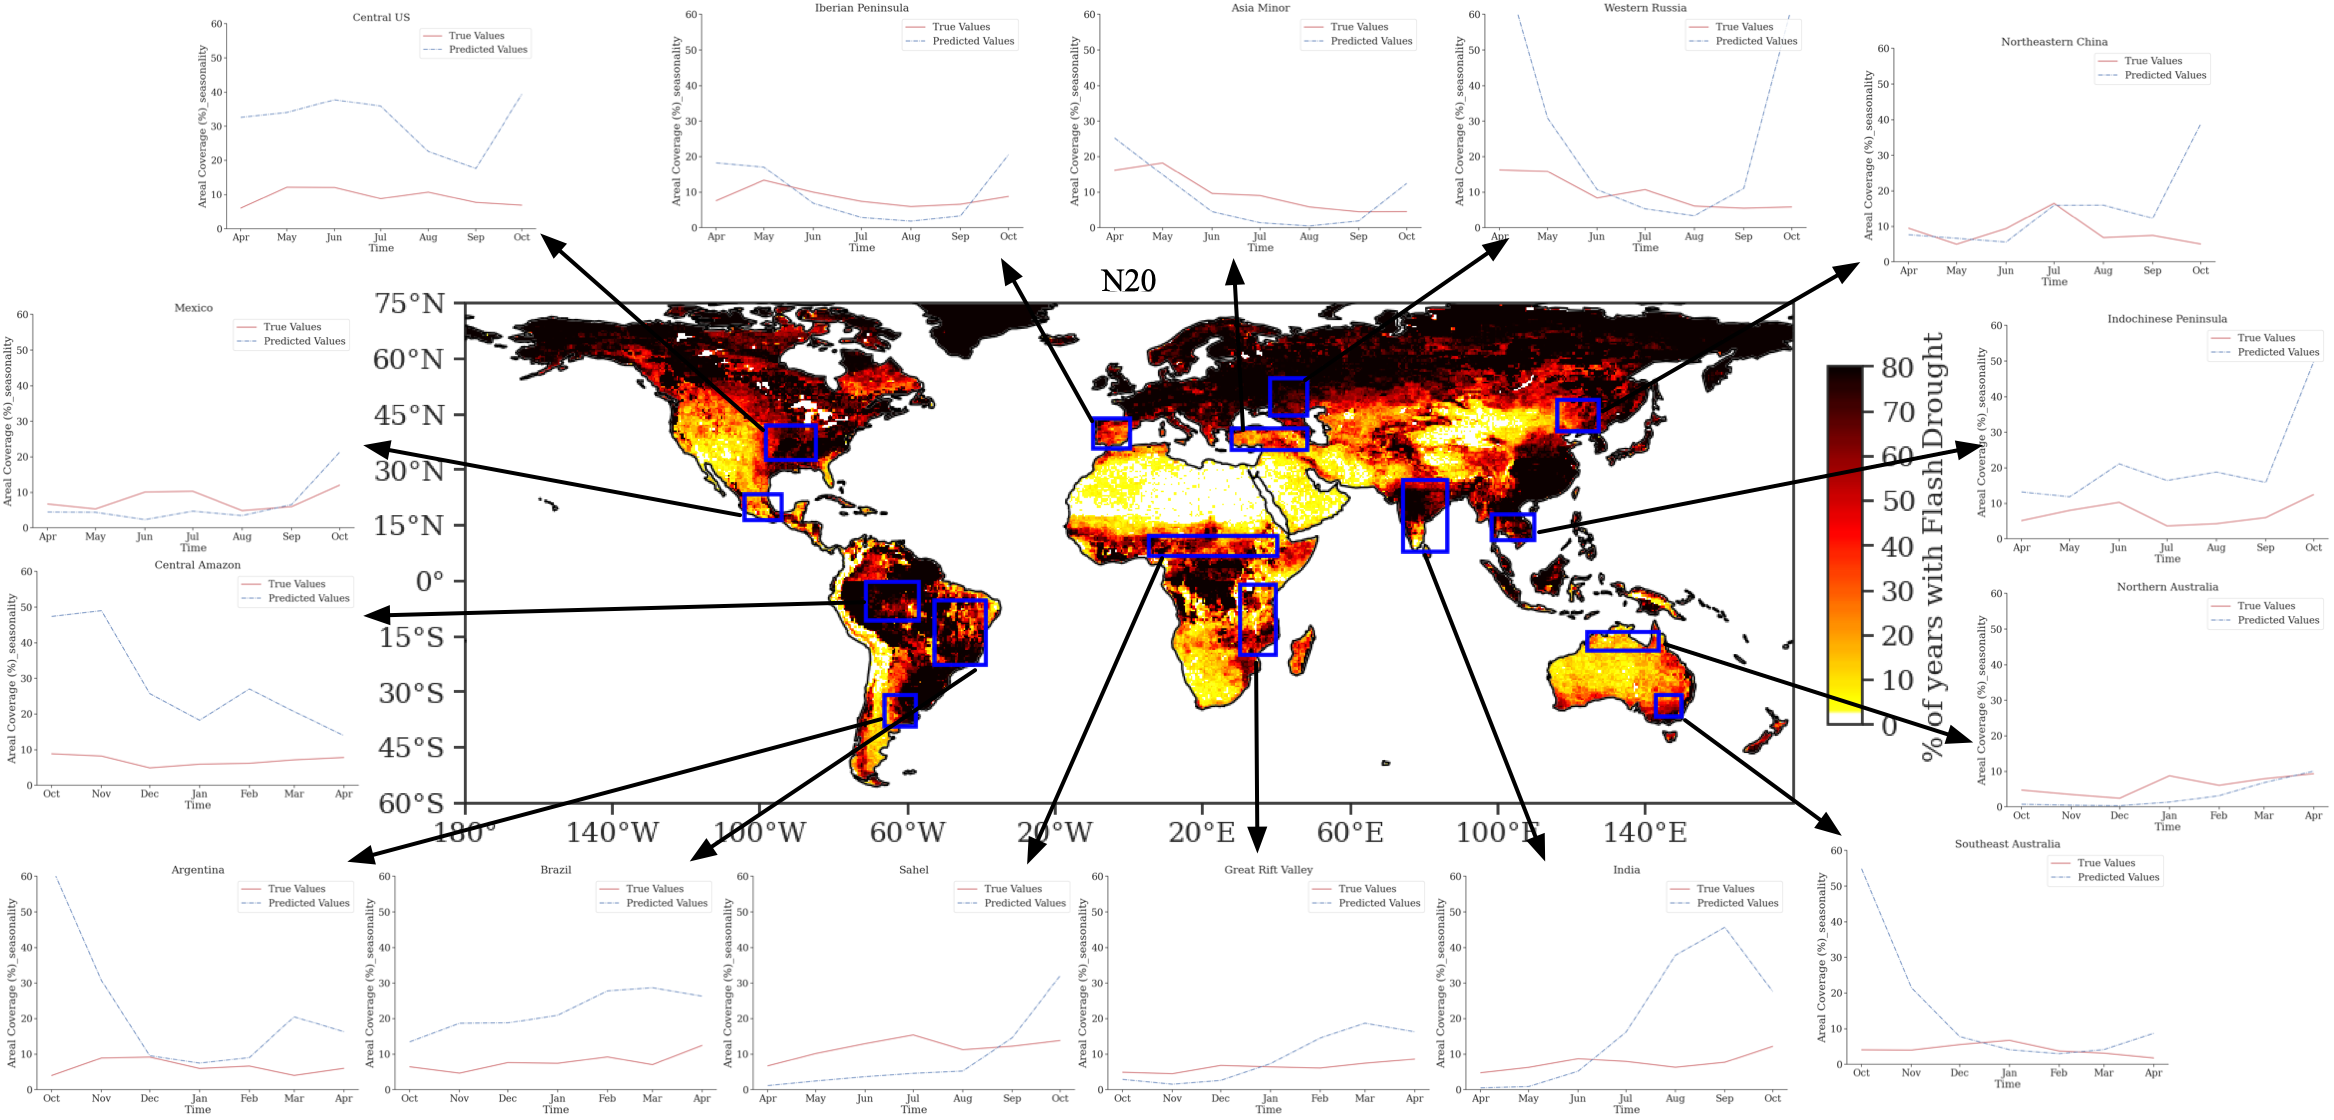 Central US
Areal Coverage (%)_seasonality
60
50
40
30
20
10
0
True Values
Predicted Values
Apr May Jun Jul Aug Sep Oct
Time
Iberian Peninsula
Areal Coverage (%)_seasonality
60
50
40
30
20
10
0
True Values
Predicted Values
Apr May Jun Jul Aug Sep Oct
Time
Asia Minor
Areal Coverage (%)_seasonality
60
50
40
30
20
10
0
True Values
Predicted Values
Apr May Jun Jul Aug Sep Oct
Time
Western Russia
Areal Coverage (%)_seasonality
60
50
40
30
20
10
0
True Values
Predicted Values
Apr May Jun Jul Aug Sep Oct
Time
Northeastern China
Areal Coverage (%)_seasonality
60
50
40
30
20
10
0
True Values
Predicted Values
Apr May Jun Jul Aug Sep Oct
Time
Mexico
Areal Coverage (%)_seasonality
60
50
40
30
20
10
0
True Values
Predicted Values
Apr May Jun Jul Aug Sep Oct
Time
N20
75°N
60°N
45°N
30°N
15°N
0°
15°S
30°S
45°S
60°S
180° 140°W 100°W 60°W 20°W 20°E 60°E 100°E 140°E
80
70
60
50
40
30
20
10
0
% of years with Flash Drought
Indochinese Peninsula
Areal Coverage (%)_seasonality
60
50
40
30
20
10
0
True Values
Predicted Values
Apr May Jun Jul Aug Sep Oct
Time
Central Amazon
Areal Coverage (%)_seasonality
60
50
40
30
20
10
0
True Values
Predicted Values
Oct Nov Dec Jan Feb Mar Apr
Time
Northern Australia
Areal Coverage (%)_seasonality
60
50
40
30
20
10
0
True Values
Predicted Values
Oct Nov Dec Jan Feb Mar Apr
Time
Argentina
Areal Coverage (%)_seasonality
60
50
40
30
20
10
0
True Values
Predicted Values
Oct Nov Dec Jan Feb Mar Apr
Time
Brazil
Areal Coverage (%)_seasonality
60
50
40
30
20
10
0
True Values
Predicted Values
Oct Nov Dec Jan Feb Mar Apr
Time
Sahel
Areal Coverage (%)_seasonality
60
50
40
30
20
10
0
True Values
Predicted Values
Apr May Jun Jul Aug Sep Oct
Time
Great Rift Valley
Areal Coverage (%)_seasonality
60
50
40
30
20
10
0
True Values
Predicted Values
Oct Nov Dec Jan Feb Mar Apr
Time
India
Areal Coverage (%)_seasonality
60
50
40
30
20
10
0
True Values
Predicted Values
Apr May Jun Jul Aug Sep Oct
Time
Southeast Australia
Areal Coverage (%)_seasonality
60
50
40
30
20
10
0
True Values
Predicted Values
Oct Nov Dec Jan Feb Mar Apr
Time